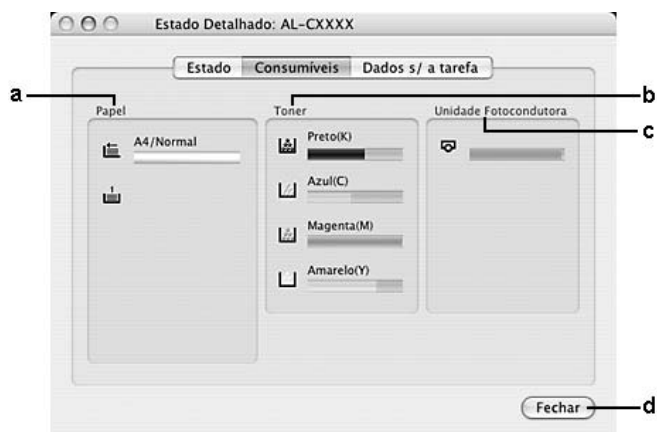 Estado Detalhado: AL-CXXXX
Estado Consumíveis Dados s/ a tarefa
a
b
c
Papel
Toner
Unidade Fotocondutora
A4/Normal
Preto(K)
Azul(C)
Magenta(M)
Amarelo(Y)
Fechar
d